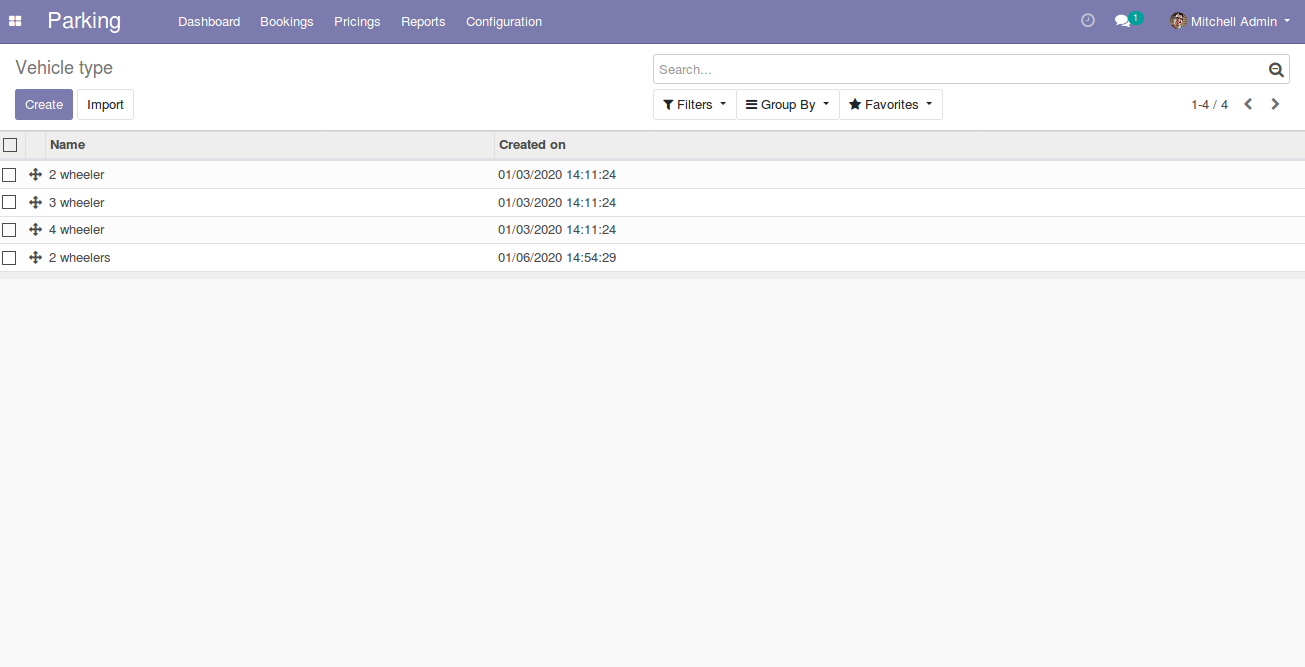 Parking Dashboard Bookings Pricings Reports Configuration 1 Mitchell Admin
Vehicle type
Search...
Create Import Filters Group By Favorites 1-4 / 4
Name Created on
2 wheeler 01/03/2020 14:11:24
3 wheeler 01/03/2020 14:11:24
4 wheeler 01/03/2020 14:11:24
2 wheelers 01/06/2020 14:54:29